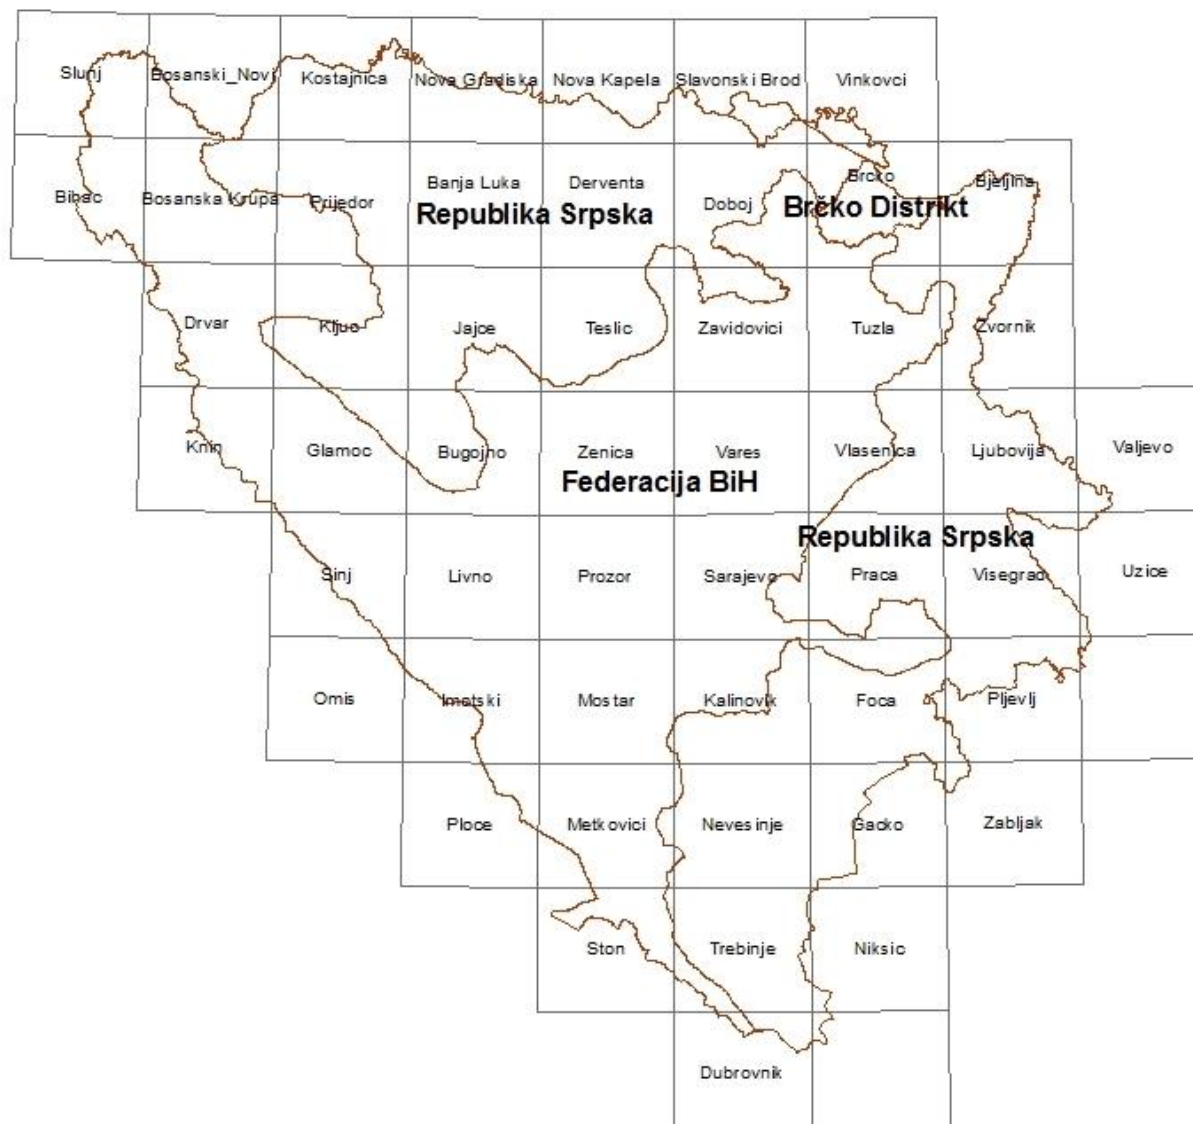 Slunj
Bosanski_Novi
Kostajnica
Nova Gradiska
Nova Kapela
Slavonski Brod
Vinkovci
Bihac
Bosanska Krupa
Prijedor
Banja Luka
Derventa
Doboj
Brcko
Bjeljina
Republika Srpska
Brčko Distrikt
Drvar
Kljuc
Jajce
Teslic
Zavidovici
Tuzla
Zvornik
Knin
Glamoc
Bugojno
Zenica
Vares
Vlasenica
Ljubovija
Valjevo
Federacija BiH
Republika Srpska
Sinj
Livno
Prozor
Sarajevo
Praca
Visegrad
Uzice
Omis
Imotski
Mostar
Kalinovik
Foca
Pljevlj
Ploce
Metkovici
Nevesinje
Gacko
Zabljak
Ston
Trebinje
Niksic
Dubrovnik